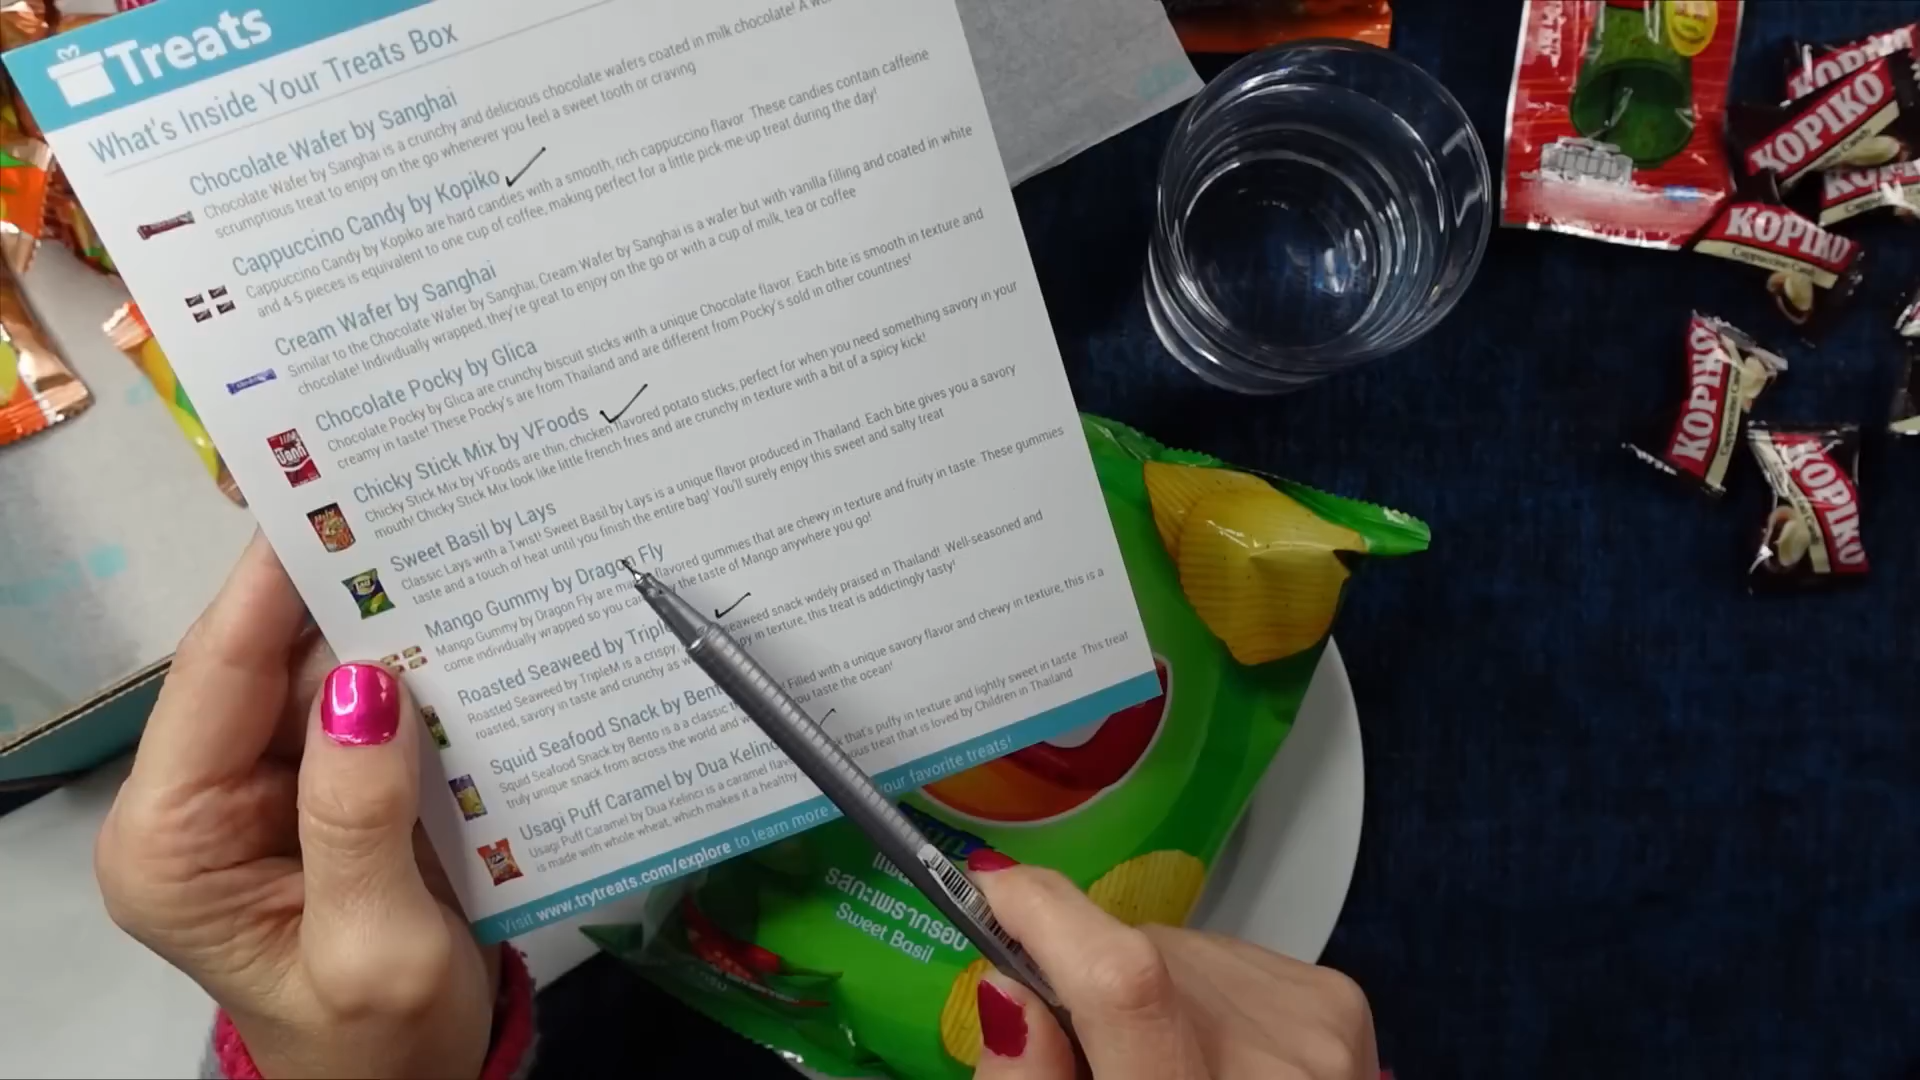 Treats
What's Inside Your Treats Box
Chocolate Wafer by Sanghai
Chocolate Wafer by Sanghai is a crunchy and delicious chocolate wafers coated in milk chocolate! A
scrumptious treat to enjoy on the go whenever you feel a sweet tooth or craving
Cappuccino Candy by Kopiko
Cappuccino Candy by Kopiko are hard candies with a smooth, rich cappuccino flavor. These candies contain caffeine
and 4-5 pieces is equivalent to one cup of coffee, making perfect for a little pick-me-up treat during the day!
Cream Wafer by Sanghai
Similar to the Chocolate Wafer by Sanghai, Cream Wafer by Sanghai is a wafer but with vanilla filling and coated in white
chocolate! Individually wrapped, they're great to enjoy on the go or with a cup of milk, tea or coffee
Chocolate Pocky by Glica
Chocolate Pocky by Glica are crunchy biscuit sticks with a unique Chocolate flavor. Each bite is smooth in texture and
creamy in taste! These Pocky's are from Thailand and are different from Pocky's sold in other countries!
Chicky Stick Mix by VFoods
Chicky Stick Mix by VFoods are thin, chicken flavored potato sticks, perfect for when you need something savory in your
mouth! Chicky Stick Mix look like little french fries and are crunchy in texture with a bit of a spicy kick!
Sweet Basil by Lays
Classic Lays with a Twist! Sweet Basil by Lays is a unique flavor produced in Thailand. Each bite gives you a savory
taste and a touch of heat until you finish the entire bag! You'll surely enjoy this sweet and salty treat
Mango Gummy by Dragon Fly
Mango Gummy by Dragon Fly are flavored gummies that are chewy in texture and fruity in taste. These gummies
come individually wrapped so you can the taste of Mango anywhere you go!
Roasted Seaweed by Triple
Roasted Seaweed by TripleM is a crispy seaweed snack widely praised in Thailand! Well-seasoned and
roasted, savory in taste and crunchy as in texture, this treat is addictingly tasty!
Squid Seafood Snack by Bent
Squid Seafood Snack by Bento is a a classic Filled with a unique savory flavor and chewy in texture, this is a
truly unique snack from across the world and you taste the ocean!
Usagi Puff Caramel by Dua Kelinc
Usagi Puff Caramel by Dua Kelinci is a caramel that's puffy in texture and lightly sweet in taste. This treat
is made with whole wheat, which makes it a healthy treat that is loved by Children in Thailand
Visit www.trytreats.com/explore to learn more your favorite treats!
รสกะเพรากรอบ
Sweet Basil
KOPIKO
KOPIKO
KOPIKO
Cappuccino Candy
KOPIKO
KOPIKO